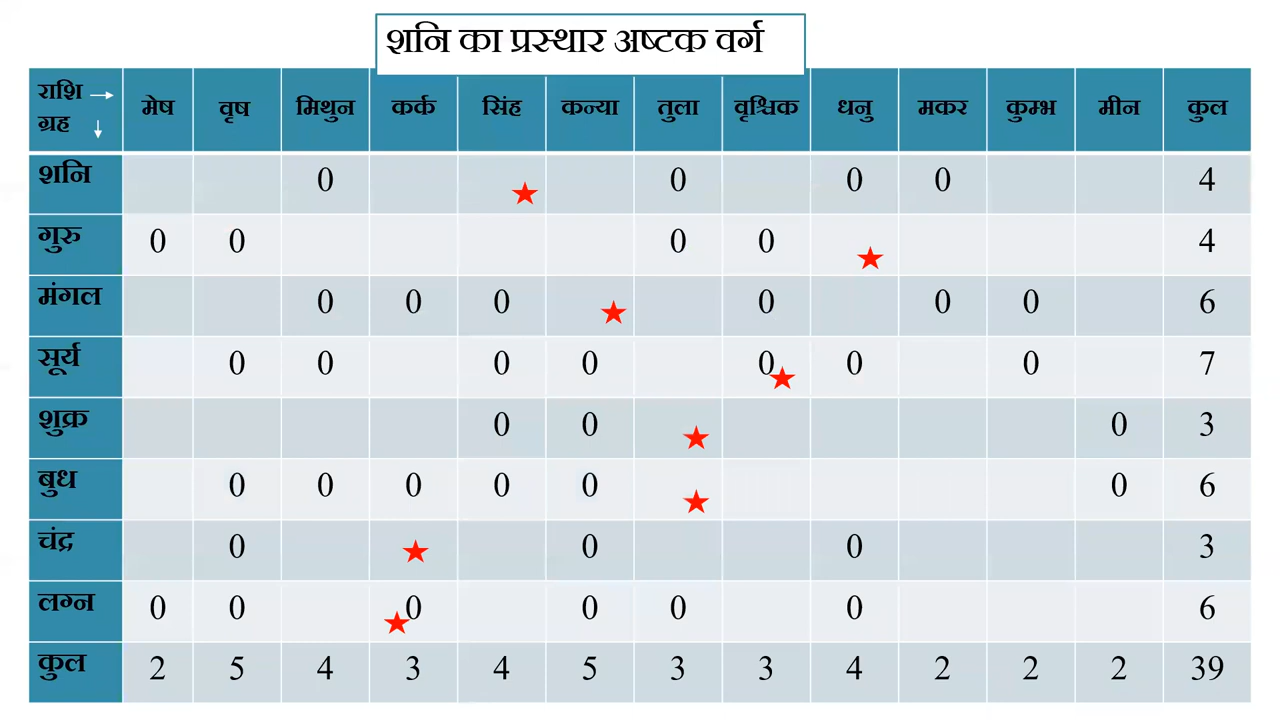 शनि का प्रस्थार अष्टक वर्ग
राशि → ग्रह ↓ मेष वृष मिथुन कर्क सिंह कन्या तुला वृश्चिक धनु मकर कुम्भ मीन कुल
शनि 0 0 0 0 4
गुरु 0 0 0 0 4
मंगल 0 0 0 0 0 0 6
सूर्य 0 0 0 0 0 0 0 7
शुक्र 0 0 0 3
बुध 0 0 0 0 0 0 6
चंद्र 0 0 0 3
लग्न 0 0 0 0 0 0 6
कुल 2 5 4 3 4 5 3 3 4 2 2 2 39